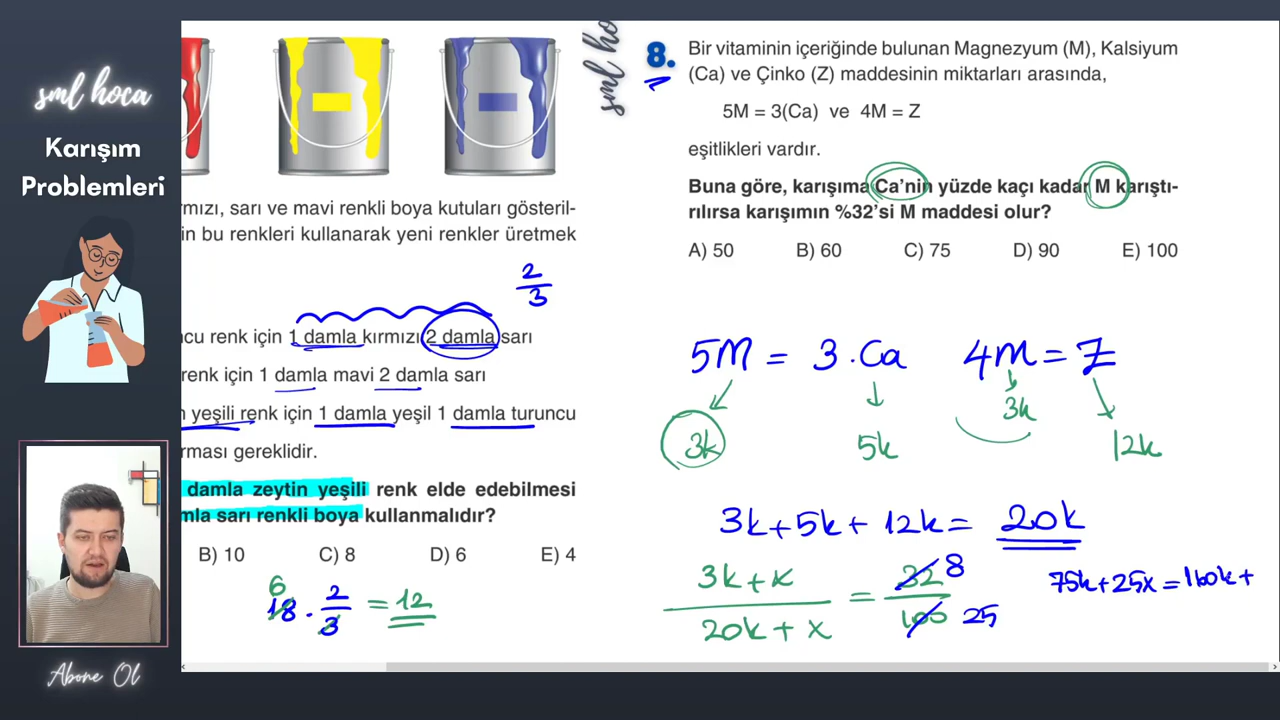 sml hoca
Karışım
Problemleri
Abone Ol
sml ho
rmızı, sarı ve mavi renkli boya kutuları gösteril-
in bu renkleri kullanarak yeni renkler üretmek
2
3
ncu renk için 1 damla kırmızı 2 damla sarı
renk için 1 damla mavi 2 damla sarı
n yeşili renk için 1 damla yeşil 1 damla turuncu
rması gereklidir.
damla zeytin yeşili renk elde edebilmesi
mla sarı renkli boya kullanmalıdır?
B) 10 C) 8 D) 6 E) 4
6
18 · 2/3 = 12
8.
Bir vitaminin içeriğinde bulunan Magnezyum (M), Kalsiyum
(Ca) ve Çinko (Z) maddesinin miktarları arasında,
5M = 3(Ca) ve 4M = Z
eşitlikleri vardır.
Buna göre, karışıma Ca'nin yüzde kaçı kadar M karıştı-
rılırsa karışımın %32'si M maddesi olur?
A) 50 B) 60 C) 75 D) 90 E) 100
5M = 3.Ca 4M = Z
3k 5k 3k 12k
3k+5k+12k= 20k
3k+x = 32 8
20k+x 100 25
75k+25x=160k+